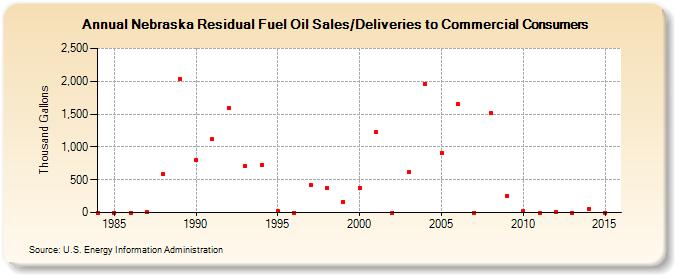 Annual Nebraska Residual Fuel Oil Sales/Deliveries to Commercial Consumers
Thousand Gallons
2,500
2,000
1,500
1,000
500
0
1985 1990 1995 2000 2005 2010 2015
Source: U.S. Energy Information Administration